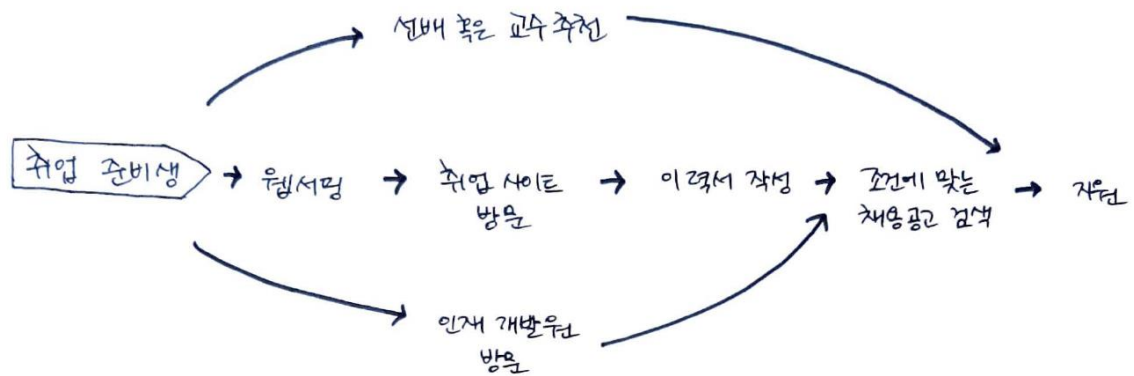 선배 혹은 교수 추천
취업 준비생
웹서핑
취업 사이트
방문
이력서 작성
조건에 맞는
채용공고 검색
지원
인재 개발원
방문